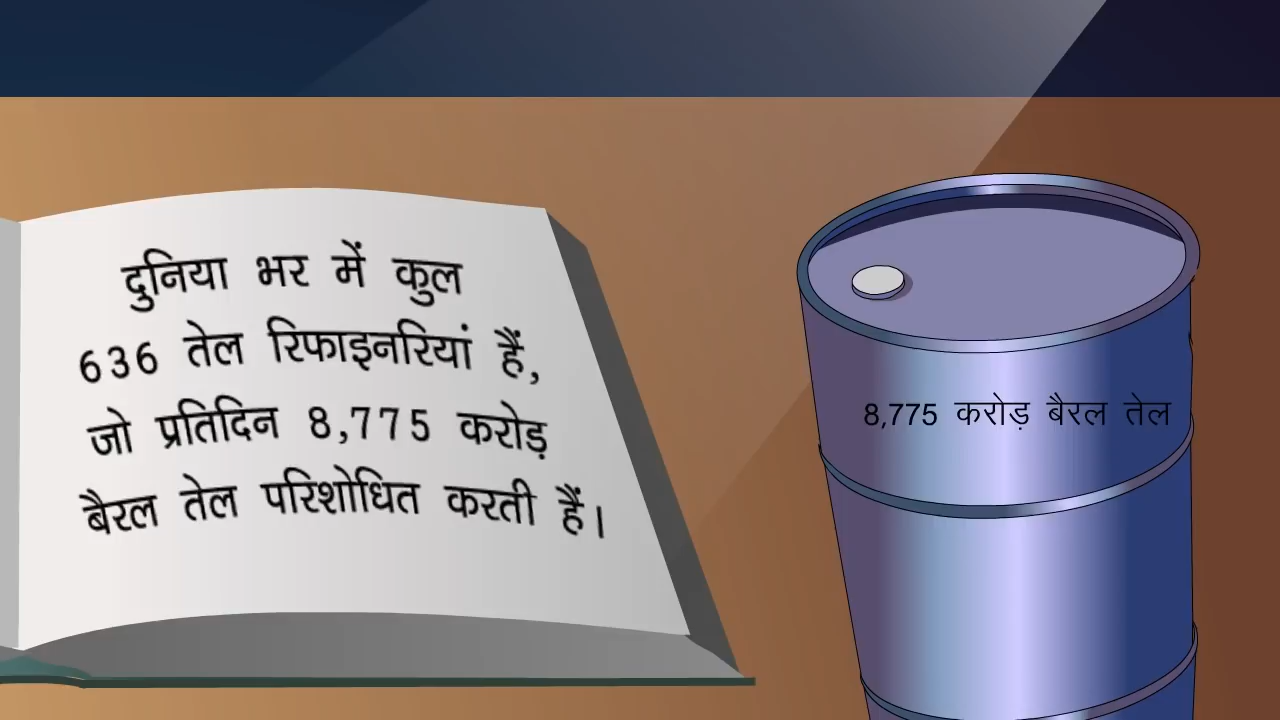 दुनिया भर में कुल
636 तेल रिफाइनरियां हैं,
जो प्रतिदिन 8,775 करोड़
बैरल तेल परिशोधित करती हैं।
8,775 करोड़ बैरल तेल